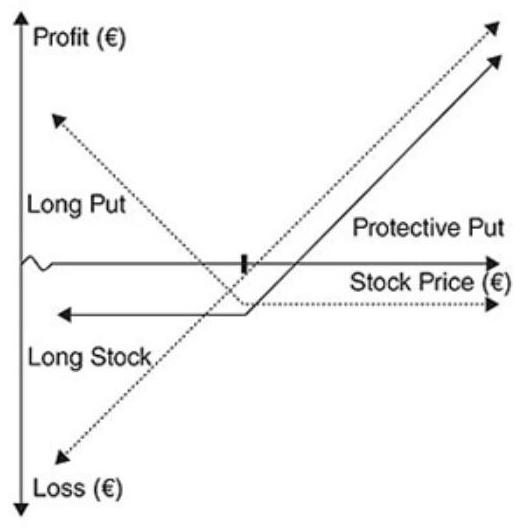 Profit (€)
Long Put
Protective Put
Stock Price (€)
Long Stock
Loss (€)